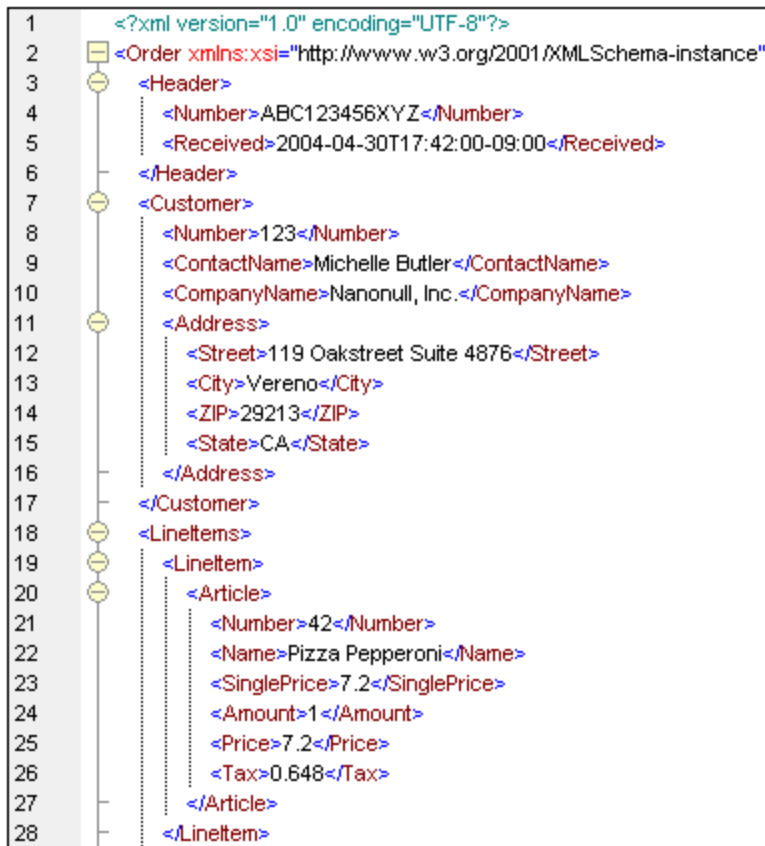 1 <?xml version="1.0" encoding="UTF-8"?>
2 <Order xmlns:xsi="http://www.w3.org/2001/XMLSchema-instance"
3 <Header>
4 <Number>ABC123456XYZ</Number>
5 <Received>2004-04-30T17:42:00-09:00</Received>
6 </Header>
7 <Customer>
8 <Number>123</Number>
9 <ContactName>Michelle Butler</ContactName>
10 <CompanyName>Nanonull, Inc.</CompanyName>
11 <Address>
12 <Street>119 Oakstreet Suite 4876</Street>
13 <City>Vereno</City>
14 <ZIP>29213</ZIP>
15 <State>CA</State>
16 </Address>
17 </Customer>
18 <LineItems>
19 <LineItem>
20 <Article>
21 <Number>42</Number>
22 <Name>Pizza Pepperoni</Name>
23 <SinglePrice>7.2</SinglePrice>
24 <Amount>1</Amount>
25 <Price>7.2</Price>
26 <Tax>0.648</Tax>
27 </Article>
28 </LineItem>